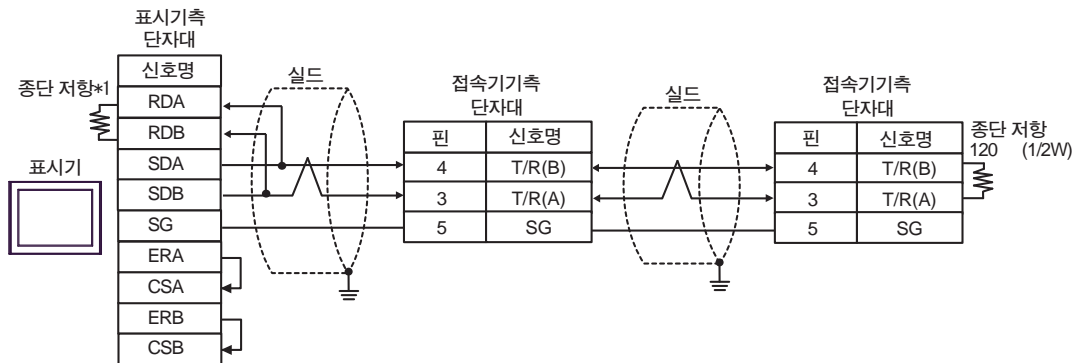 표시기측
단자대
신호명
종단 저항*1
RDA
RDB
SDA
SDB
SG
ERA
CSA
ERB
CSB
표시기
실드
접속기기측
단자대
핀 신호명
4 T/R(B)
3 T/R(A)
5 SG
실드
접속기기측
단자대
핀 신호명
4 T/R(B)
3 T/R(A)
5 SG
종단 저항
120 (1/2W)